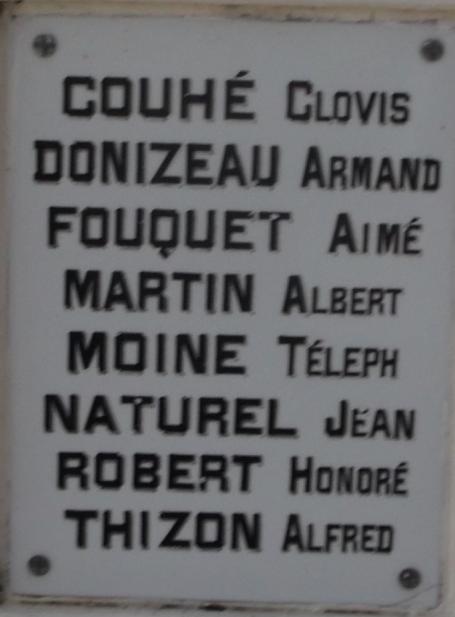 COUHÉ CLOVIS
DONIZEAU ARMAND
FOUQUET AIMÉ
MARTIN ALBERT
MOINE TÉLEPH
NATUREL JEAN
ROBERT HONORÉ
THIZON ALFRED